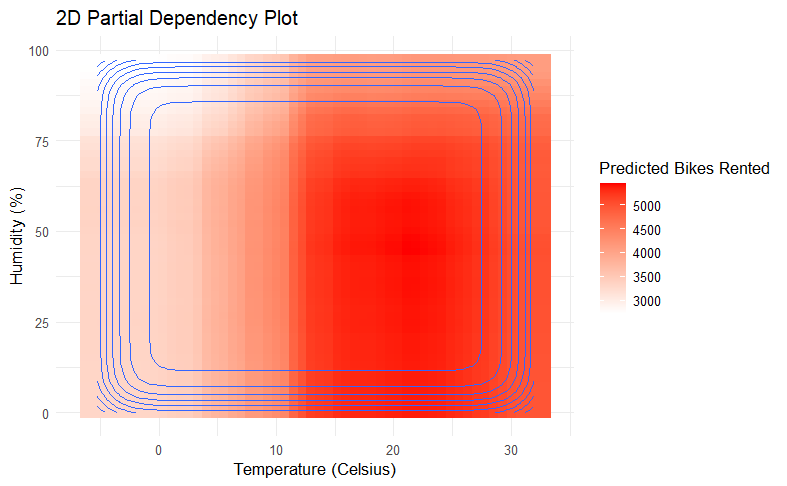 2D Partial Dependency Plot
100
75
50
25
0
Humidity (%)
0 10 20 30
Temperature (Celsius)
Predicted Bikes Rented
5000
4500
4000
3500
3000